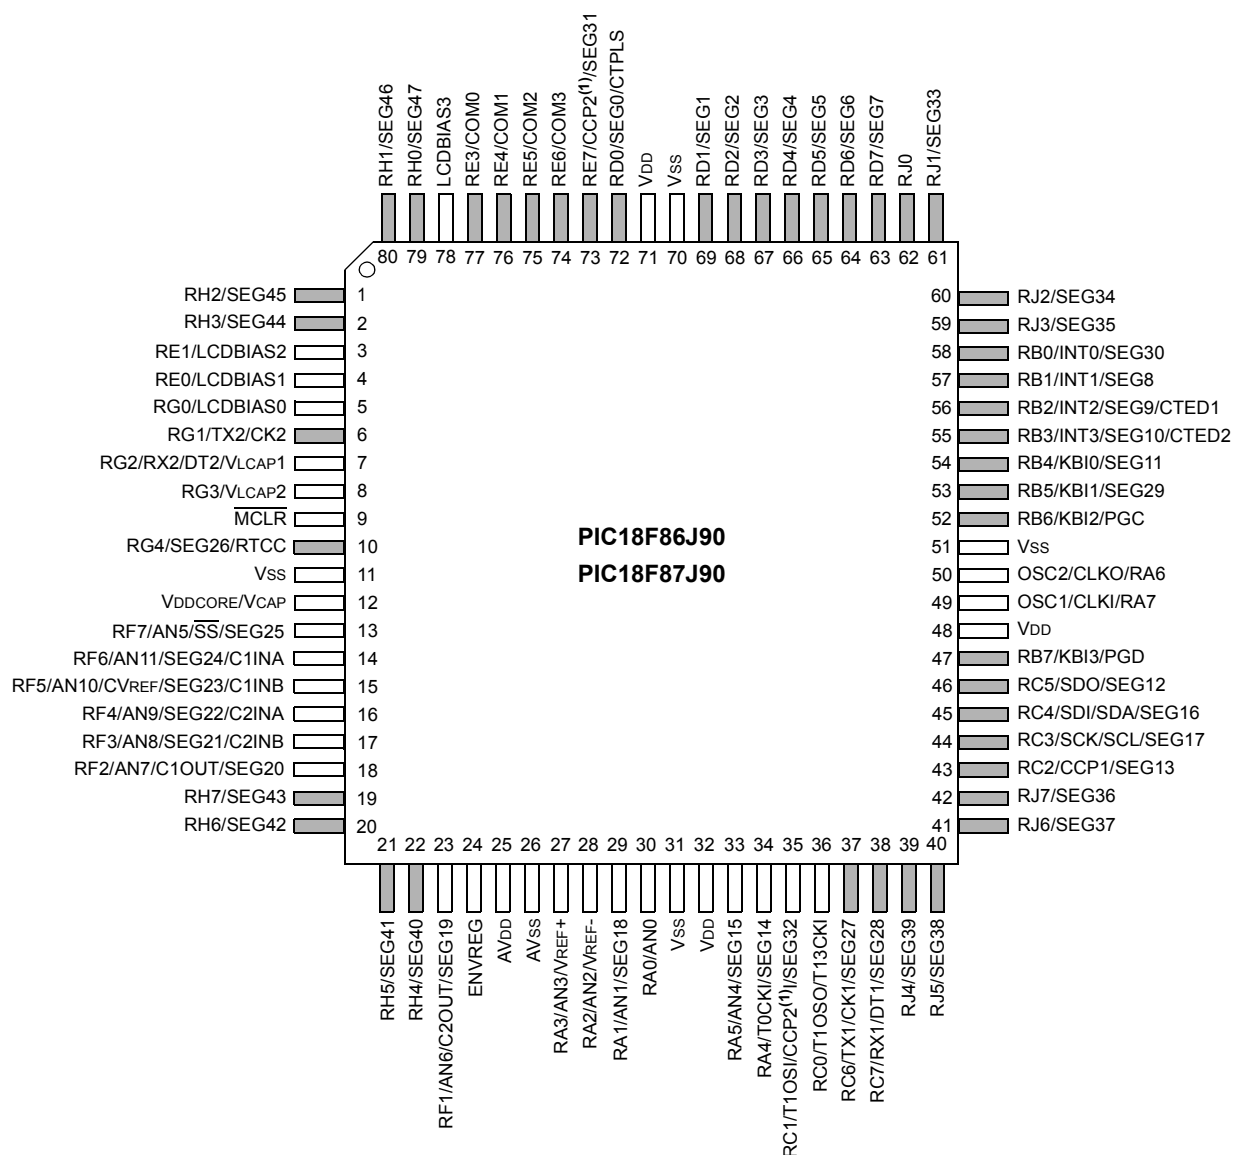 RH1/SEG46
RH0/SEG47
LCDBIAS3
RE3/COM0
RE4/COM1
RE5/COM2
RE6/COM3
RE7/CCP2(1)/SEG31
RD0/SEG0/CTPLS
VDD
VSS
RD1/SEG1
RD2/SEG2
RD3/SEG3
RD4/SEG4
RD5/SEG5
RD6/SEG6
RD7/SEG7
RJ0
RJ1/SEG33
80 79 78 77 76 75 74 73 72 71 70 69 68 67 66 65 64 63 62 61
RH2/SEG45 1
RH3/SEG44 2
RE1/LCDBIAS2 3
RE0/LCDBIAS1 4
RG0/LCDBIAS0 5
RG1/TX2/CK2 6
RG2/RX2/DT2/VLCAP1 7
RG3/VLCAP2 8
MCLR 9
RG4/SEG26/RTCC 10
VSS 11
VDDCORE/VCAP 12
RF7/AN5/SS/SEG25 13
RF6/AN11/SEG24/C1INA 14
RF5/AN10/CVREF/SEG23/C1INB 15
RF4/AN9/SEG22/C2INA 16
RF3/AN8/SEG21/C2INB 17
RF2/AN7/C1OUT/SEG20 18
RH7/SEG43 19
RH6/SEG42 20
PIC18F86J90
PIC18F87J90
60 RJ2/SEG34
59 RJ3/SEG35
58 RB0/INT0/SEG30
57 RB1/INT1/SEG8
56 RB2/INT2/SEG9/CTED1
55 RB3/INT3/SEG10/CTED2
54 RB4/KBI0/SEG11
53 RB5/KBI1/SEG29
52 RB6/KBI2/PGC
51 VSS
50 OSC2/CLKO/RA6
49 OSC1/CLKI/RA7
48 VDD
47 RB7/KBI3/PGD
46 RC5/SDO/SEG12
45 RC4/SDI/SDA/SEG16
44 RC3/SCK/SCL/SEG17
43 RC2/CCP1/SEG13
42 RJ7/SEG36
41 RJ6/SEG37
21 22 23 24 25 26 27 28 29 30 31 32 33 34 35 36 37 38 39 40
RH5/SEG41
RH4/SEG40
RF1/AN6/C2OUT/SEG19
ENVREG
AVDD
AVSS
RA3/AN3/VREF+
RA2/AN2/VREF-
RA1/AN1/SEG18
RA0/AN0
VSS
VDD
RA5/AN4/SEG15
RA4/T0CKI/SEG14
RC1/T1OSI/CCP2(1)I/SEG32
RC0/T1OSO/T13CKI
RC6/TX1/CK1/SEG27
RC7/RX1/DT1/SEG28
RJ4/SEG39
RJ5/SEG38